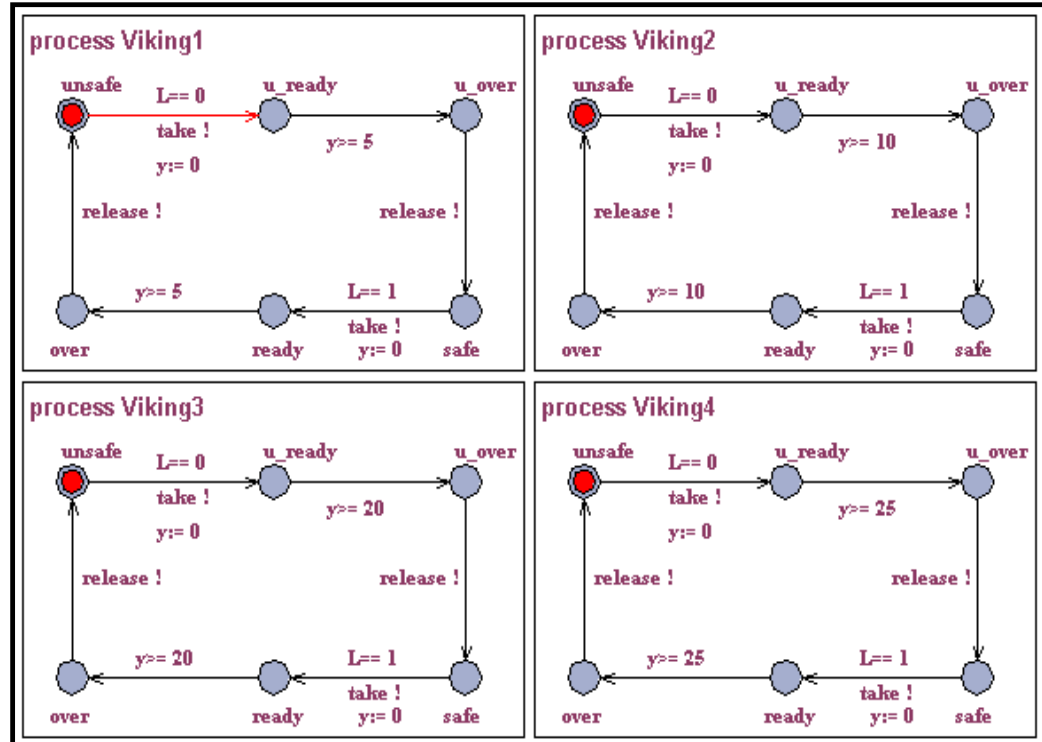 process Viking1
unsafe
L== 0
u_ready
u_over
take !
y:= 0
y>= 5
release !
release !
y>= 5
L== 1
take !
over
ready
y:= 0
safe
process Viking2
unsafe
L== 0
u_ready
u_over
take !
y:= 0
y>= 10
release !
release !
y>= 10
L== 1
take !
over
ready
y:= 0
safe
process Viking3
unsafe
L== 0
u_ready
u_over
take !
y:= 0
y>= 20
release !
release !
y>= 20
L== 1
take !
over
ready
y:= 0
safe
process Viking4
unsafe
L== 0
u_ready
u_over
take !
y:= 0
y>= 25
release !
release !
y>= 25
L== 1
take !
over
ready
y:= 0
safe